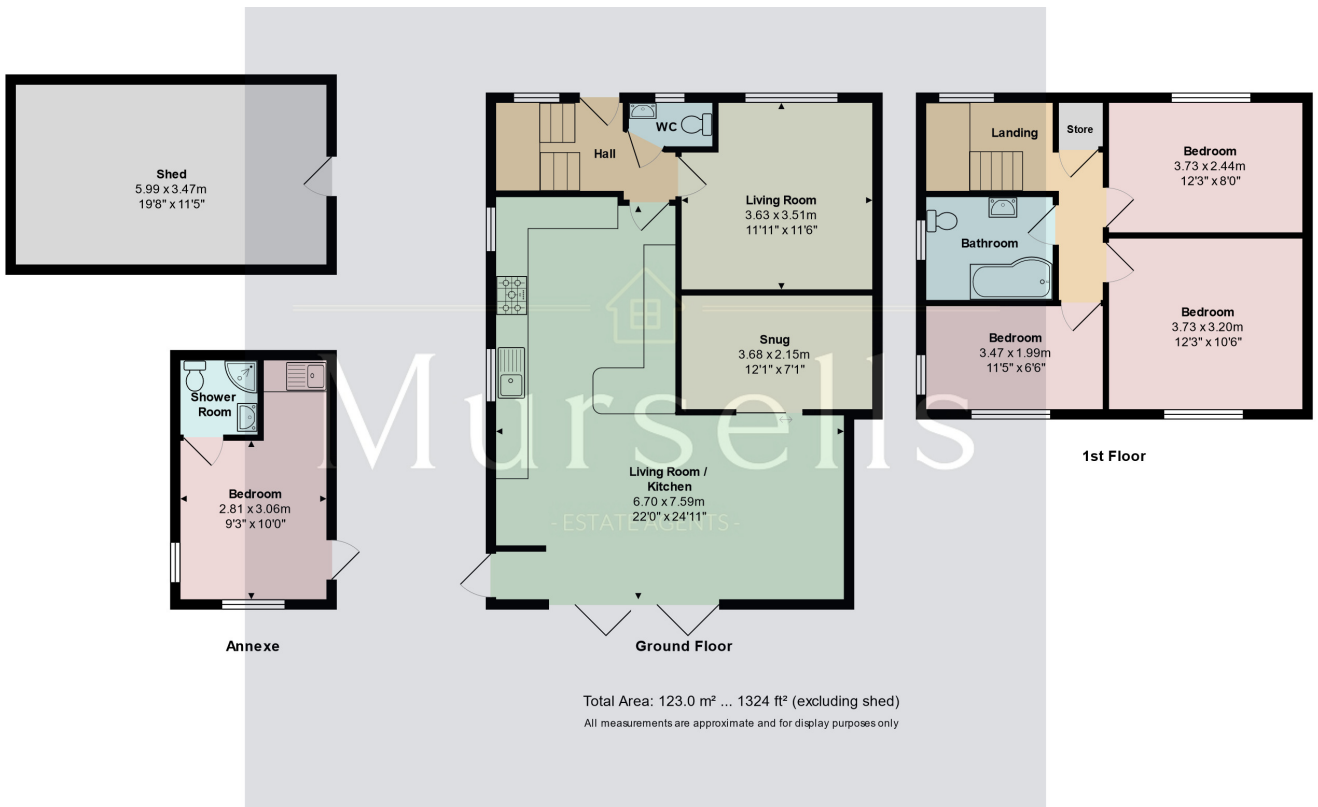 Shed
5.99 x 3.47m
19'8" x 11'5"
Shower
Room
Bedroom
2.81 x 3.06m
9'3" x 10'0"
Annexe
Hall
WC
Living Room
3.63 x 3.51m
11'11" x 11'6"
Snug
3.68 x 2.15m
12'1" x 7'1"
Living Room /
Kitchen
6.70 x 7.59m
22'0" x 24'11"
Ground Floor
Landing
Store
Bedroom
3.73 x 2.44m
12'3" x 8'0"
Bathroom
Bedroom
3.73 x 3.20m
12'3" x 10'6"
Bedroom
3.47 x 1.99m
11'5" x 6'6"
1st Floor
Mursells
- ESTATE AGENTS -
Total Area: 123.0 m² ... 1324 ft² (excluding shed)
All measurements are approximate and for display purposes only